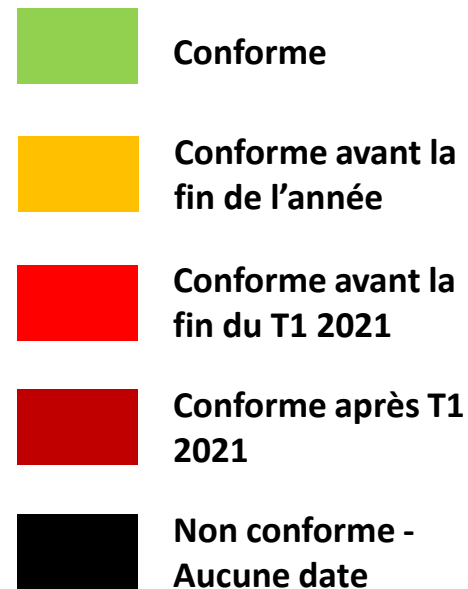 Conforme
Conforme avant la
fin de l’année
Conforme avant la
fin du T1 2021
Conforme après T1
2021
Non conforme -
Aucune date